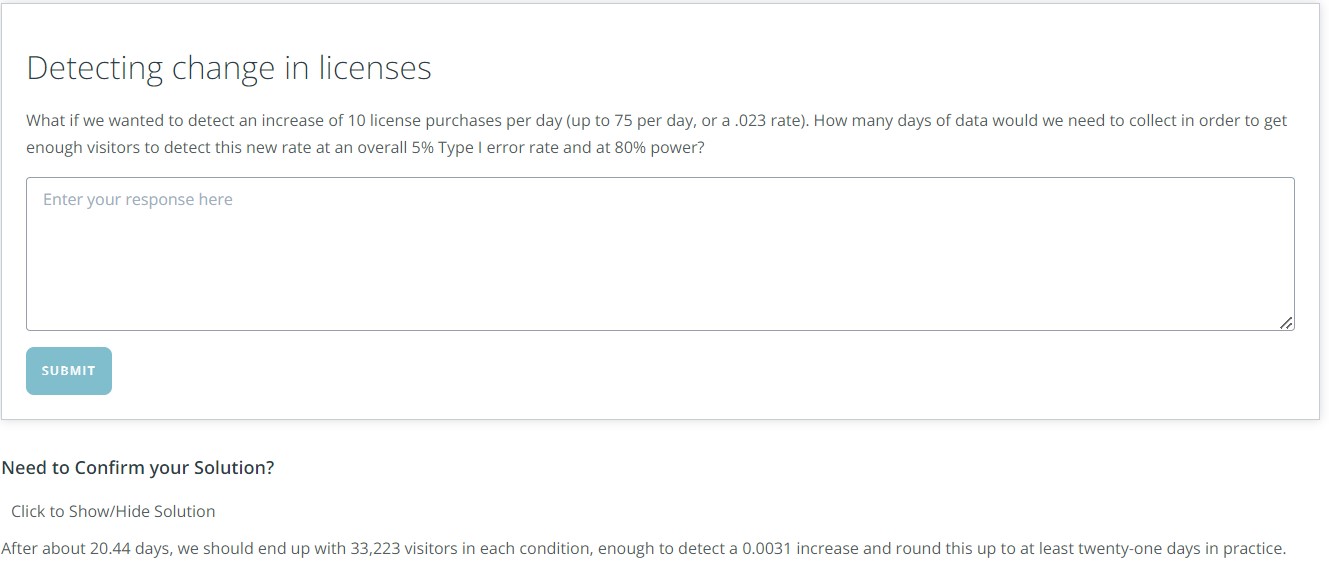 Detecting change in licenses
What if we wanted to detect an increase of 10 license purchases per day (up to 75 per day, or a .023 rate). How many days of data would we need to collect in order to get
enough visitors to detect this new rate at an overall 5% Type I error rate and at 80% power?
Enter your response here
SUBMIT
Need to Confirm your Solution?
Click to Show/Hide Solution
After about 20.44 days, we should end up with 33,223 visitors in each condition, enough to detect a 0.0031 increase and round this up to at least twenty-one days in practice.